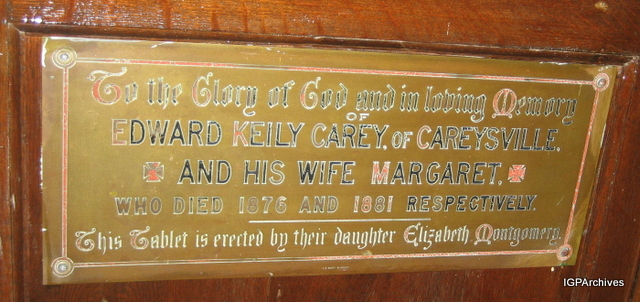 To the Glory of God and in loving Memory
OF
EDWARD KEILY CAREY, OF CAREYSVILLE,
AND HIS WIFE MARGARET,
WHO DIED 1876 AND 1881 RESPECTIVELY.
This Tablet is erected by their daughter Elizabeth Montgomery.
IGPArchives